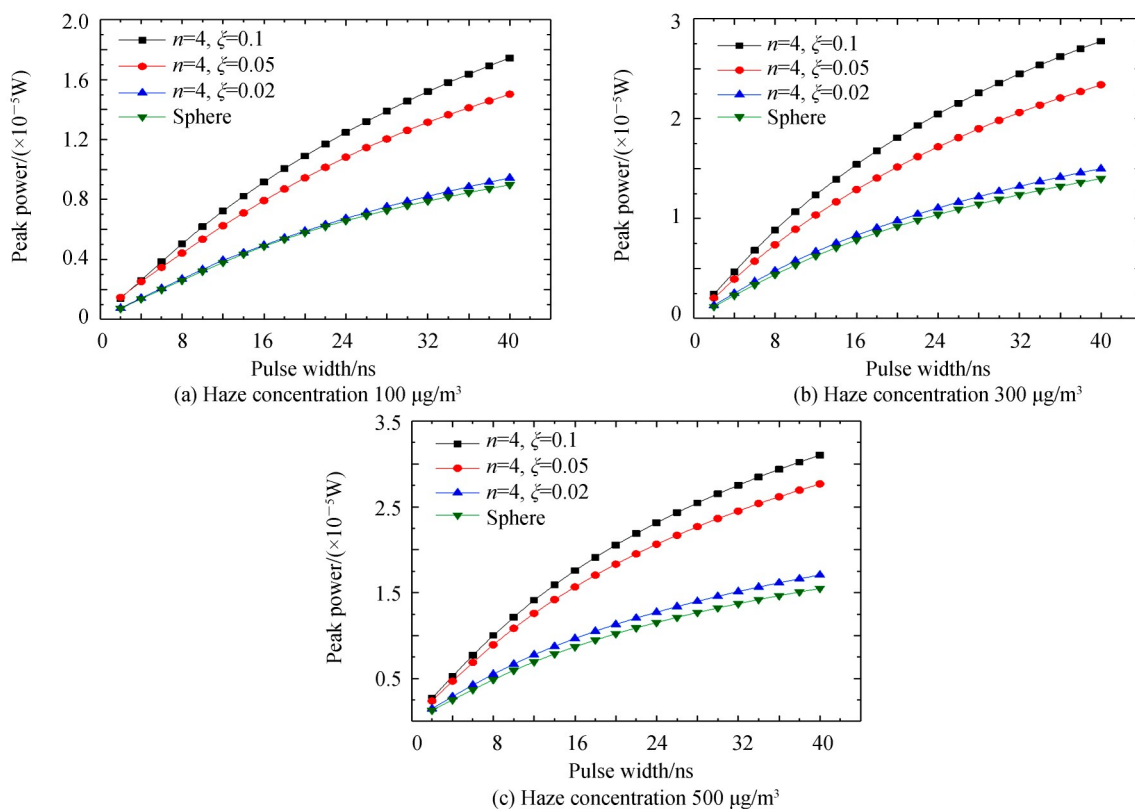 2.0
1.6
1.2
0.8
0.4
0
Peak power/(×10−5W)
n=4, ξ=0.1
n=4, ξ=0.05
n=4, ξ=0.02
Sphere
0 8 16 24 32 40
Pulse width/ns
(a) Haze concentration 100 μg/m3
3
2
1
0
Peak power/(×10−5W)
n=4, ξ=0.1
n=4, ξ=0.05
n=4, ξ=0.02
Sphere
0 8 16 24 32 40
Pulse width/ns
(b) Haze concentration 300 μg/m3
3.5
2.5
1.5
0.5
Peak power/(×10−5W)
n=4, ξ=0.1
n=4, ξ=0.05
n=4, ξ=0.02
Sphere
0 8 16 24 32 40
Pulse width/ns
(c) Haze concentration 500 μg/m3